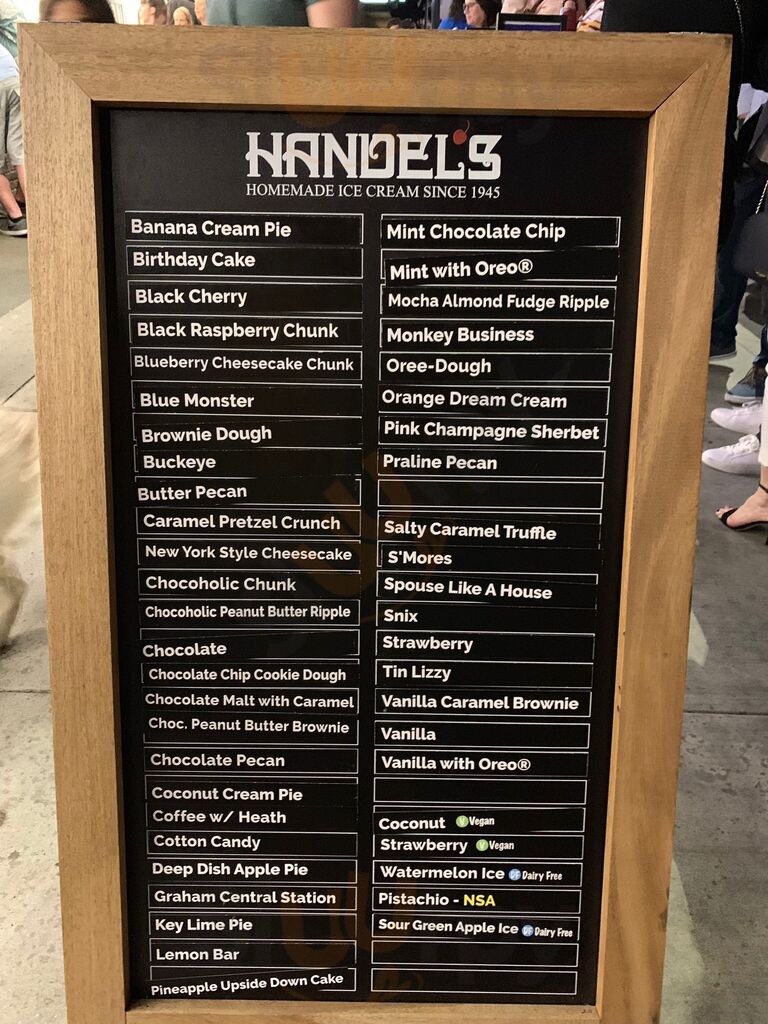 HANDEL'S
HOMEMADE ICE CREAM SINCE 1945
Banana Cream Pie
Birthday Cake
Black Cherry
Black Raspberry Chunk
Blueberry Cheesecake Chunk
Blue Monster
Brownie Dough
Buckeye
Butter Pecan
Caramel Pretzel Crunch
New York Style Cheesecake
Chocoholic Chunk
Chocoholic Peanut Butter Ripple
Chocolate
Chocolate Chip Cookie Dough
Chocolate Malt with Caramel
Choc. Peanut Butter Brownie
Chocolate Pecan
Coconut Cream Pie
Coffee w/ Heath
Cotton Candy
Deep Dish Apple Pie
Graham Central Station
Key Lime Pie
Lemon Bar
Pineapple Upside Down Cake
Mint Chocolate Chip
Mint with Oreo®
Mocha Almond Fudge Ripple
Monkey Business
Oree-Dough
Orange Dream Cream
Pink Champagne Sherbet
Praline Pecan
Salty Caramel Truffle
S'Mores
Spouse Like A House
Snix
Strawberry
Tin Lizzy
Vanilla Caramel Brownie
Vanilla
Vanilla with Oreo®
Coconut V Vegan
Strawberry V Vegan
Watermelon Ice DF Dairy Free
Pistachio - NSA
Sour Green Apple Ice DF Dairy Free